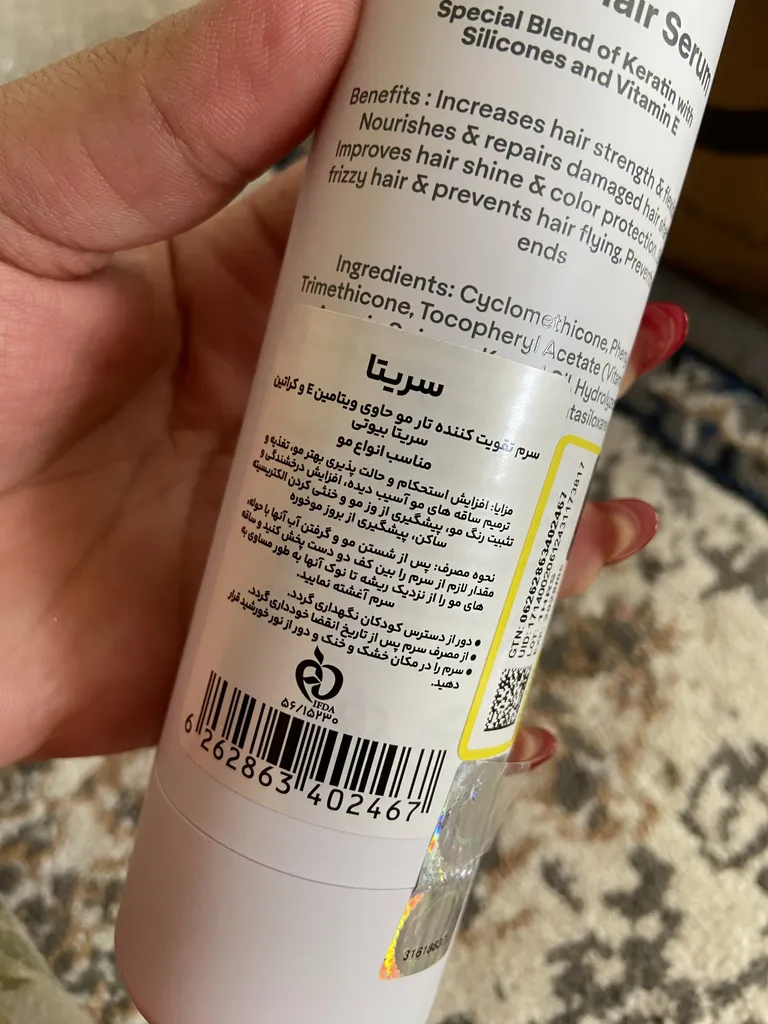 Hair Serum
Special Blend of Keratin with
Silicones and Vitamin E
Benefits : Increases hair strength &
Nourishes & repairs damaged hair
Improves hair shine & color protection
frizzy hair & prevents hair flying,
ends
Ingredients: Cyclomethicone,
Trimethicone, Tocopheryl Acetate
سریتا
سرم تقویت کننده تار مو حاوی ویتامین E و کراتین
سریتا بیوتی
مناسب انواع مو
مزایا: افزایش استحکام و حالت پذیری بهتر مو، تغذیه و
ترمیم ساقه های مو آسیب دیده، افزایش درخشندگی و
تثبیت رنگ مو، پیشگیری از وز مو و خنثی کردن الکتریسیته
ساکن، پیشگیری از بروز موخوره
نحوه مصرف: پس از شستن مو و گرفتن آب آنها با حوله،
مقدار لازم از سرم را بین کف دو دست پخش کنید و ساقه
های مو را از نزدیک ریشه تا نوک آنها به طور مساوی به
سرم آغشته نمایید.
• دور از دسترس کودکان نگهداری گردد.
• از مصرف سرم پس از تاریخ انقضا خودداری گردد.
• سرم را در مکان خشک و خنک و دور از نور خورشید قرار
دهید.
IFDA
۵۶/۱۵۲۳۰
6 262863 402467
GTN: 06262863402467
UID:
LOT: